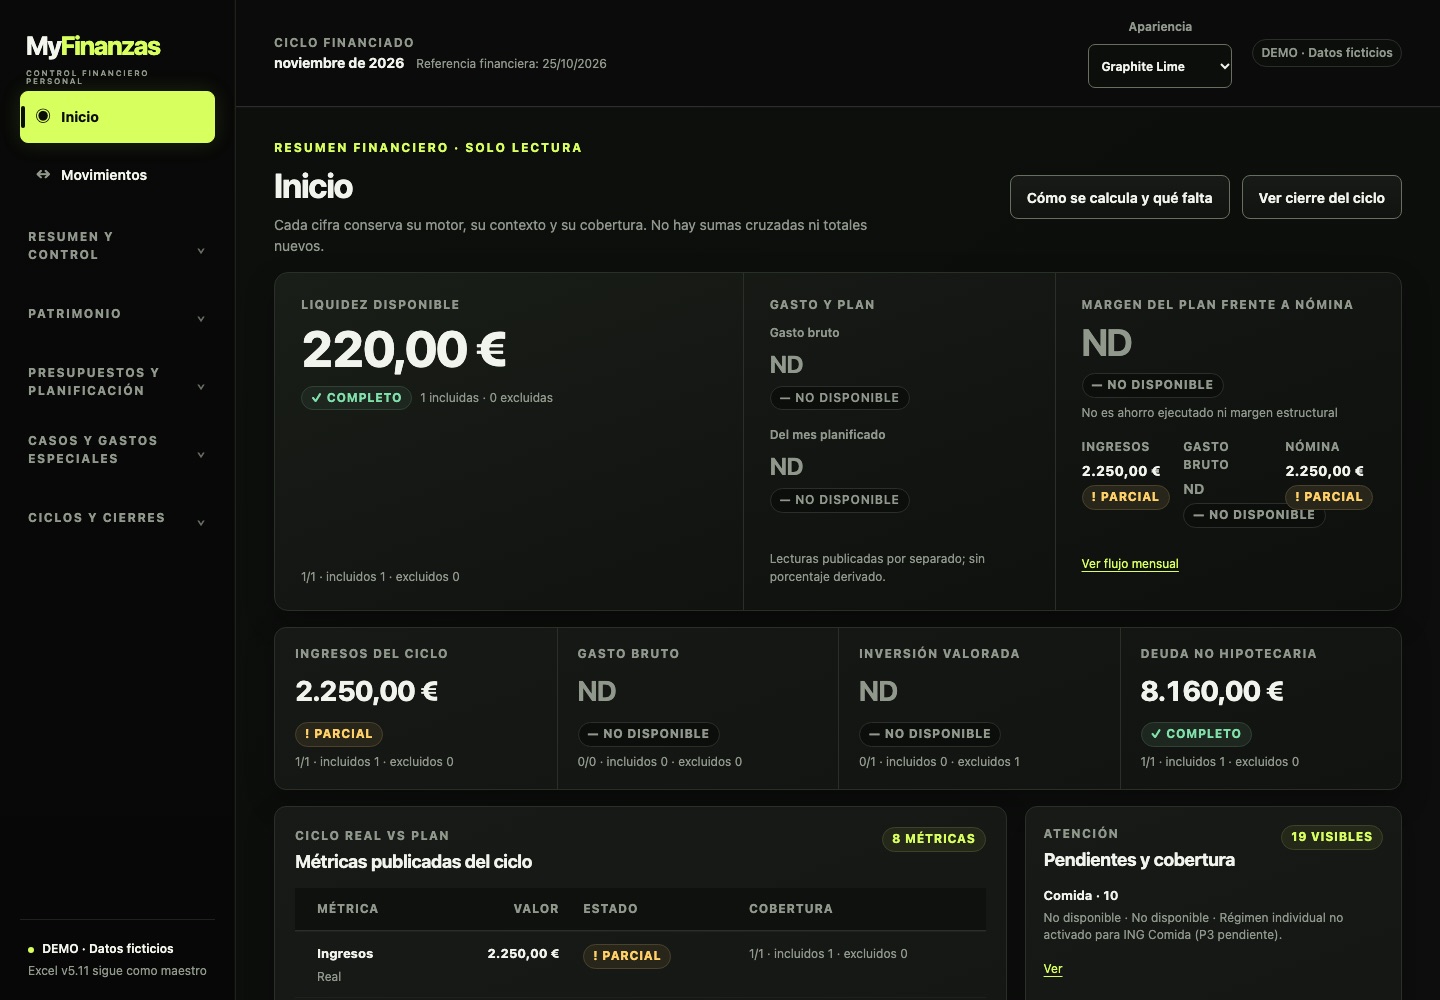 MyFinanzas
CONTROL FINANCIERO
PERSONAL
Inicio
Movimientos
RESUMEN Y
CONTROL
PATRIMONIO
PRESUPUESTOS Y
PLANIFICACIÓN
CASOS Y GASTOS
ESPECIALES
CICLOS Y CIERRES
DEMO · Datos ficticios
Excel v5.11 sigue como maestro
CICLO FINANCIADO
noviembre de 2026 Referencia financiera: 25/10/2026
Apariencia
Graphite Lime
DEMO · Datos ficticios
RESUMEN FINANCIERO · SOLO LECTURA
Inicio
Cada cifra conserva su motor, su contexto y su cobertura. No hay sumas cruzadas ni totales
nuevos.
Cómo se calcula y qué falta
Ver cierre del ciclo
LIQUIDEZ DISPONIBLE
220,00 €
✓ COMPLETO 1 incluidas · 0 excluidas
1/1 · incluidos 1 · excluidos 0
GASTO Y PLAN
Gasto bruto
ND
— NO DISPONIBLE
Del mes planificado
ND
— NO DISPONIBLE
Lecturas publicadas por separado; sin
porcentaje derivado.
MARGEN DEL PLAN FRENTE A NÓMINA
ND
— NO DISPONIBLE
No es ahorro ejecutado ni margen estructural
INGRESOS
2.250,00 €
! PARCIAL
GASTO
BRUTO
ND
— NO DISPONIBLE
NÓMINA
2.250,00 €
! PARCIAL
Ver flujo mensual
INGRESOS DEL CICLO
2.250,00 €
! PARCIAL
1/1 · incluidos 1 · excluidos 0
GASTO BRUTO
ND
— NO DISPONIBLE
0/0 · incluidos 0 · excluidos 0
INVERSIÓN VALORADA
ND
— NO DISPONIBLE
0/1 · incluidos 0 · excluidos 1
DEUDA NO HIPOTECARIA
8.160,00 €
✓ COMPLETO
1/1 · incluidos 1 · excluidos 0
CICLO REAL VS PLAN
Métricas publicadas del ciclo
8 MÉTRICAS
MÉTRICA VALOR ESTADO COBERTURA
Ingresos 2.250,00 € ! PARCIAL 1/1 · incluidos 1 · excluidos 0
Real
ATENCIÓN
Pendientes y cobertura
19 VISIBLES
Comida · 10
No disponible · No disponible · Régimen individual no
activado para ING Comida (P3 pendiente).
Ver